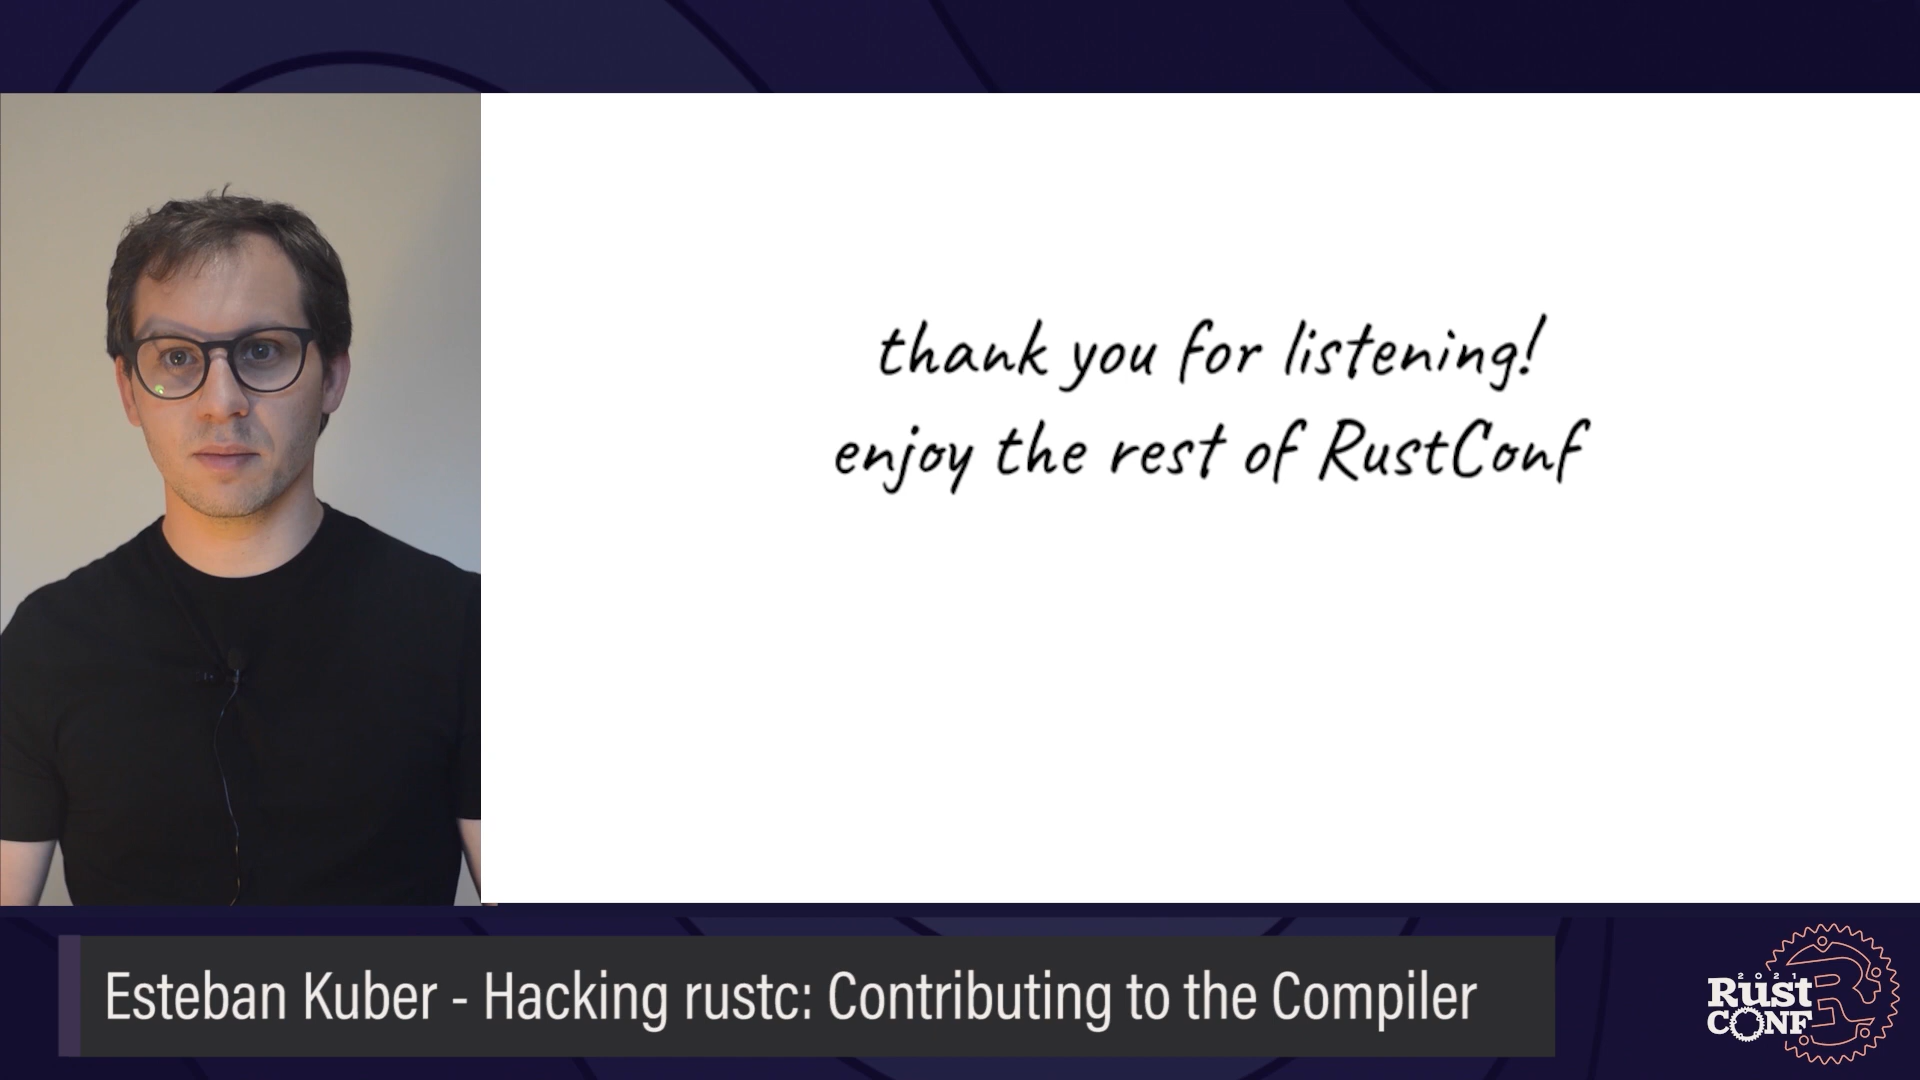 thank you for listening!
enjoy the rest of RustConf
Esteban Kuber - Hacking rustc: Contributing to the Compiler
2021
RUST
CONF
R